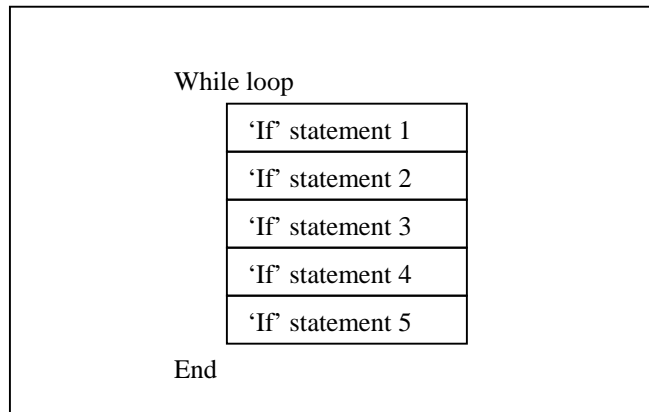 While loop
‘If’ statement 1
‘If’ statement 2
‘If’ statement 3
‘If’ statement 4
‘If’ statement 5
End